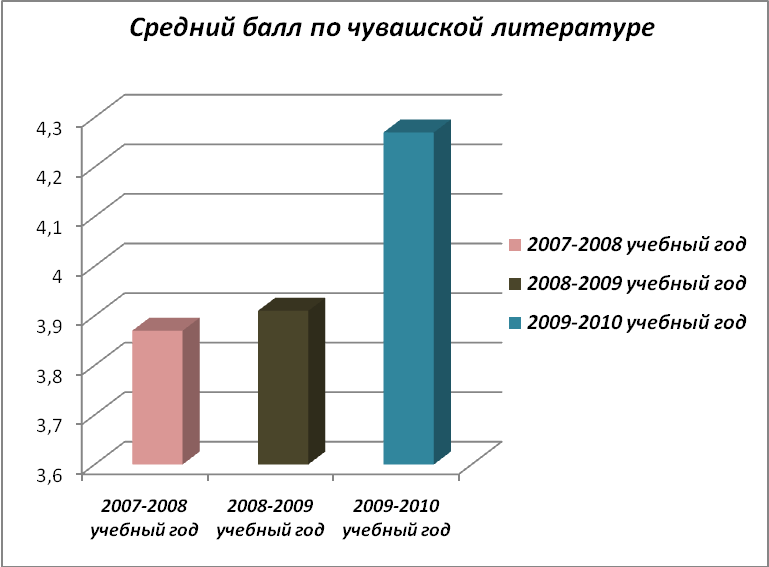 Средний балл по чувашской литературе
4,3
4,2
4,1
4
3,9
3,8
3,7
3,6
2007-2008
учебный год
2008-2009
учебный год
2009-2010
учебный год
2007-2008 учебный год
2008-2009 учебный год
2009-2010 учебный год